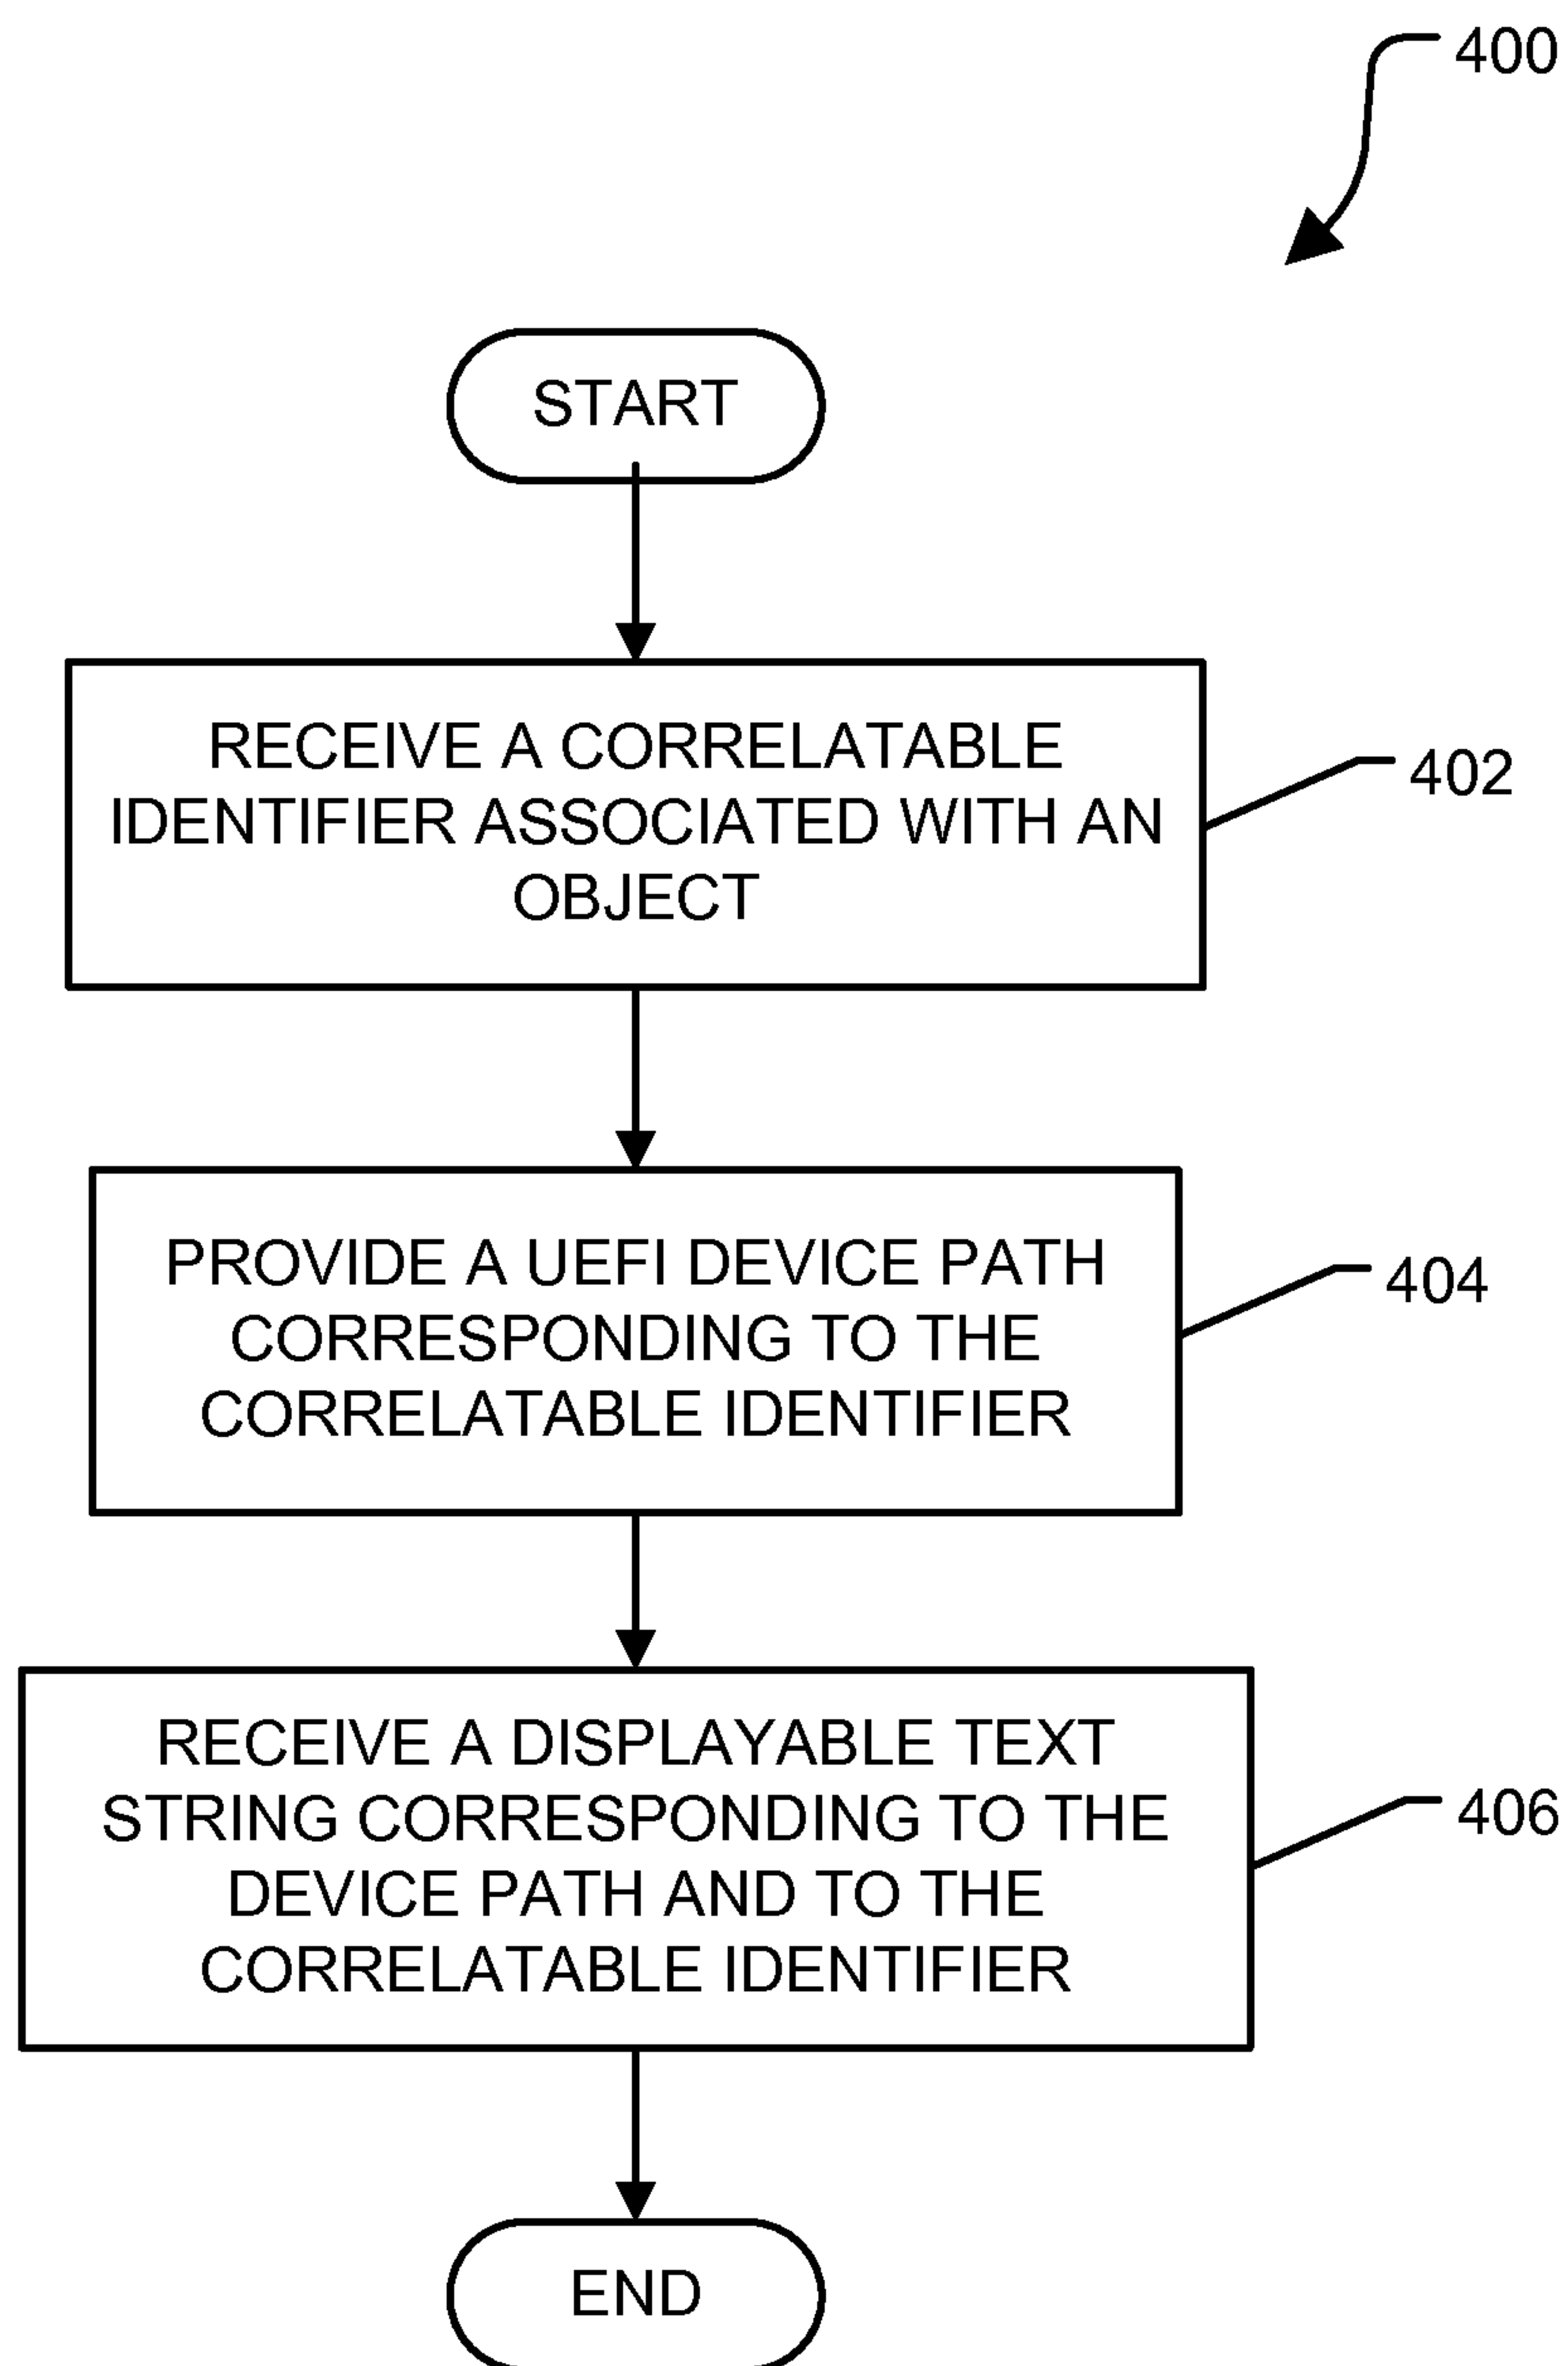 400
START
RECEIVE A CORRELATABLE
IDENTIFIER ASSOCIATED WITH AN
OBJECT
402
PROVIDE A UEFI DEVICE PATH
CORRESPONDING TO THE
CORRELATABLE IDENTIFIER
404
RECEIVE A DISPLAYABLE TEXT
STRING CORRESPONDING TO THE
DEVICE PATH AND TO THE
CORRELATABLE IDENTIFIER
406
END